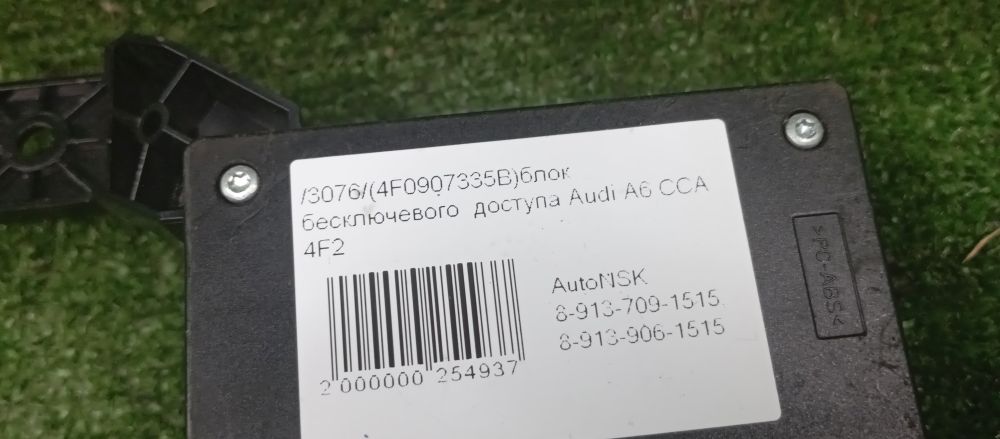 /3076/(4F0907335B)блок
бесключевого доступа Audi A6 CCA
4F2
AutoNSK
8-913-709-1515
8-913-906-1515
2 000000 254937
>PC-ABS<